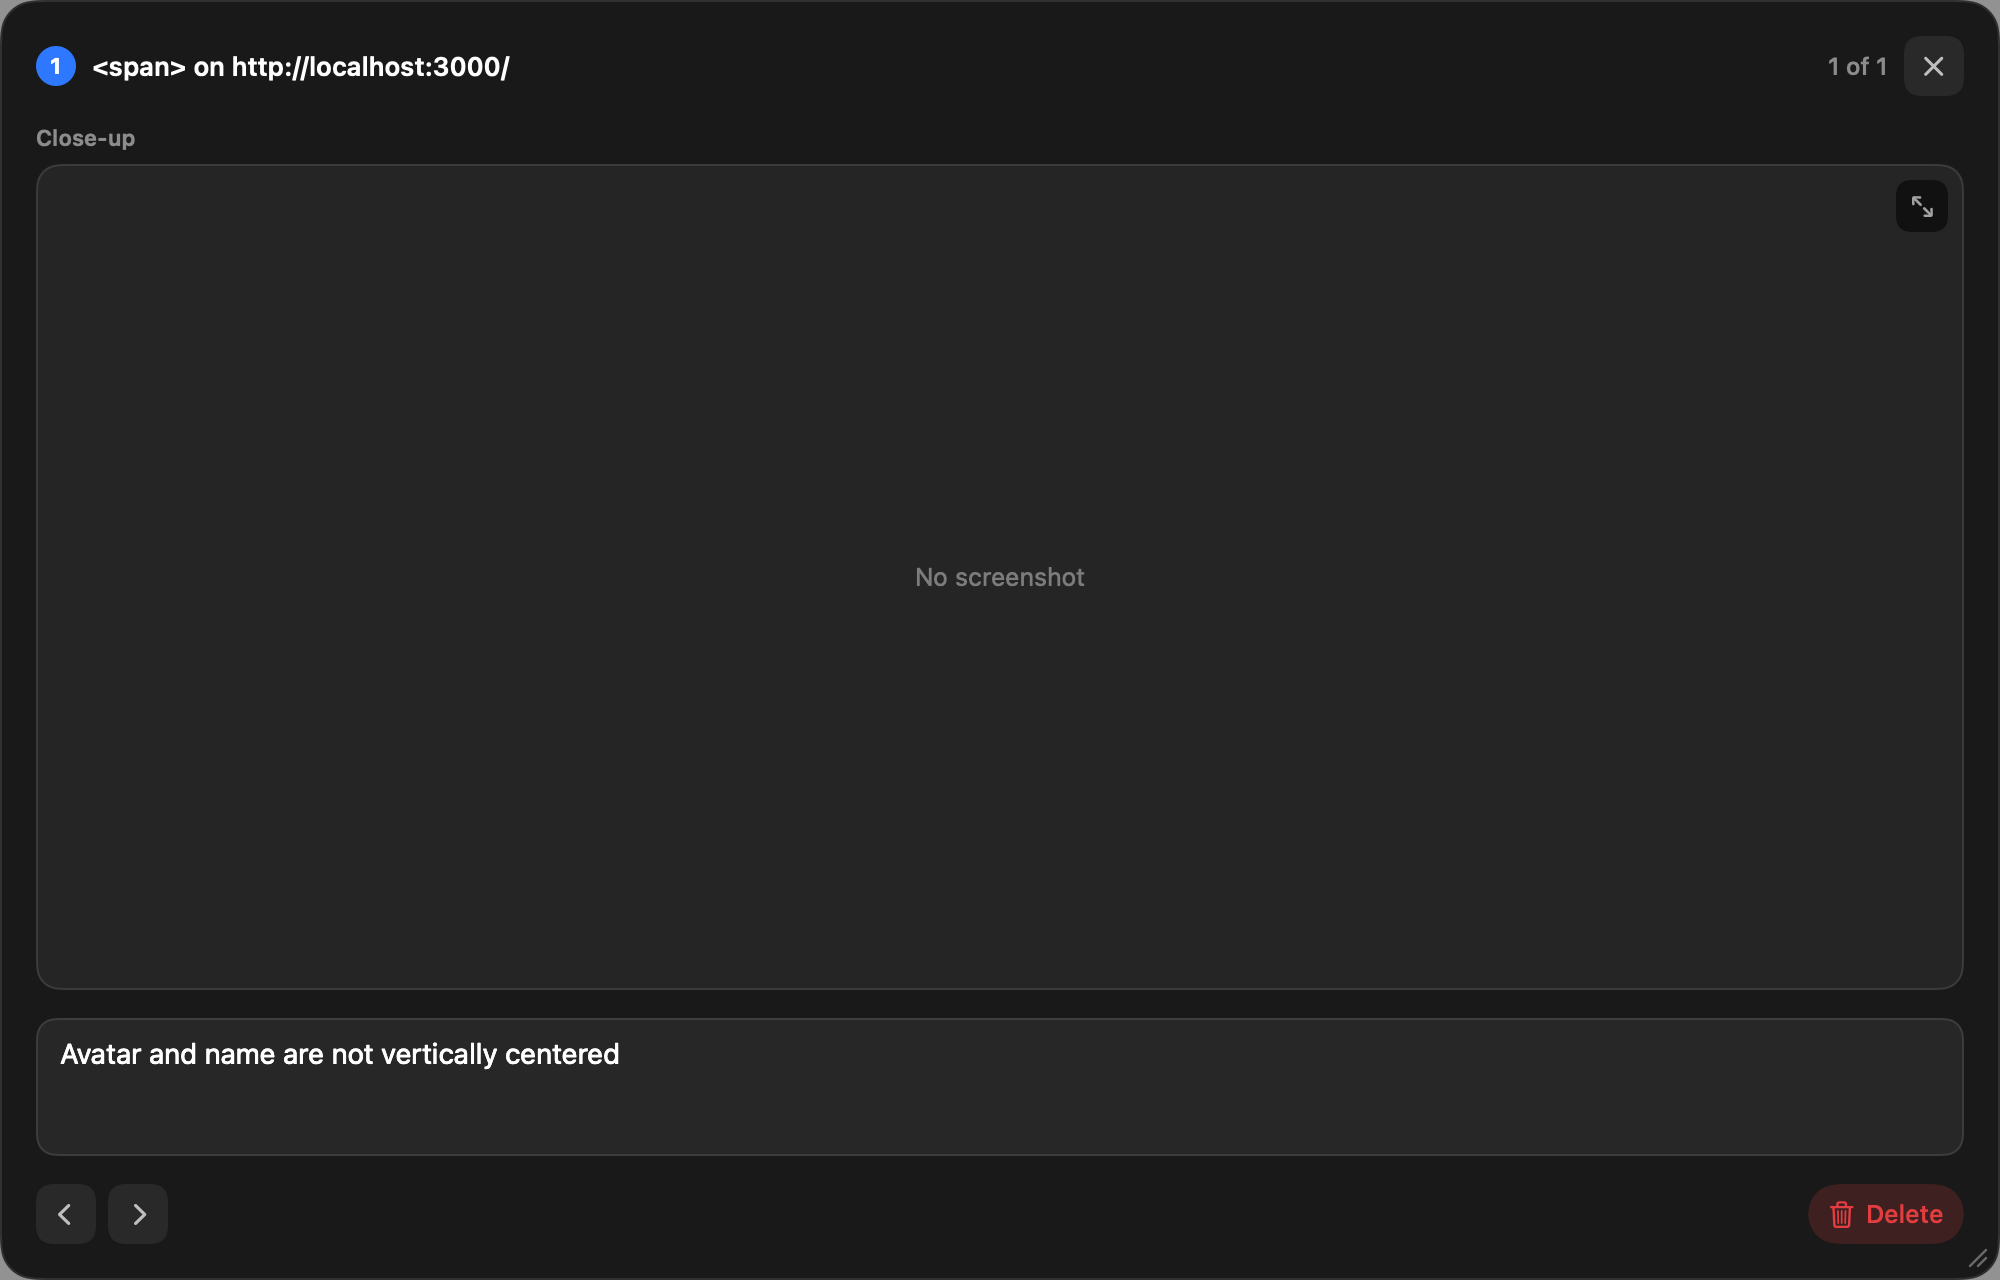 1 <span> on http://localhost:3000/ 1 of 1
Close-up
No screenshot
Avatar and name are not vertically centered
Delete